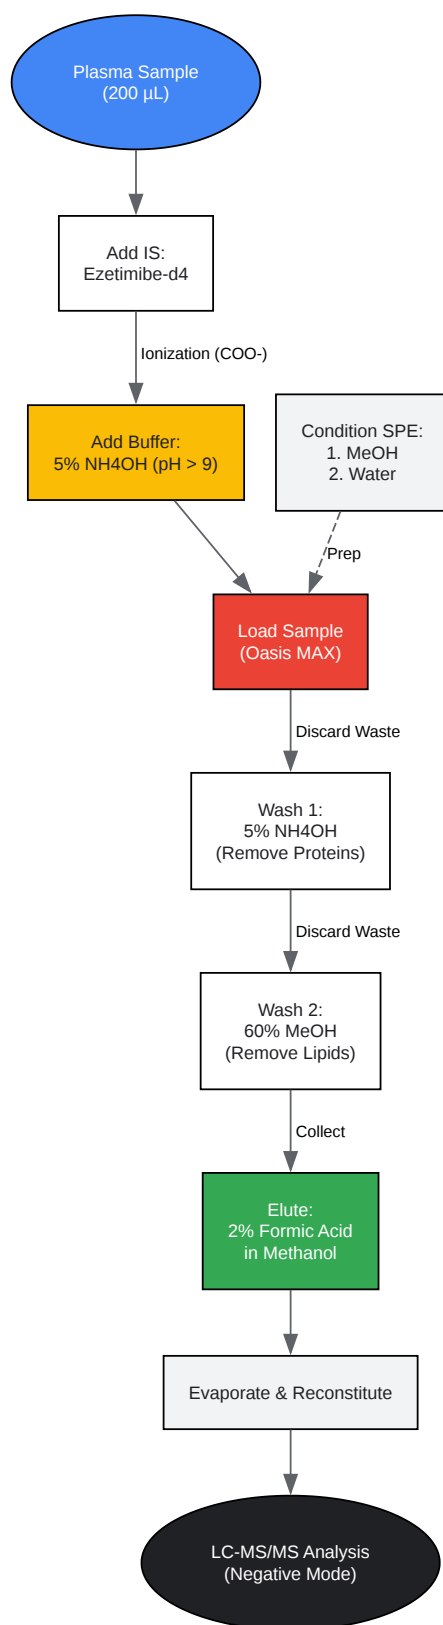 Plasma Sample
(200 µL)
Add IS:
Ezetimibe-d4
Ionization (COO-)
Add Buffer:
5% NH4OH (pH > 9)
Condition SPE:
1. MeOH
2. Water
Prep
Load Sample
(Oasis MAX)
Discard Waste
Wash 1:
5% NH4OH
(Remove Proteins)
Discard Waste
Wash 2:
60% MeOH
(Remove Lipids)
Collect
Elute:
2% Formic Acid
in Methanol
Evaporate & Reconstitute
LC-MS/MS Analysis
(Negative Mode)